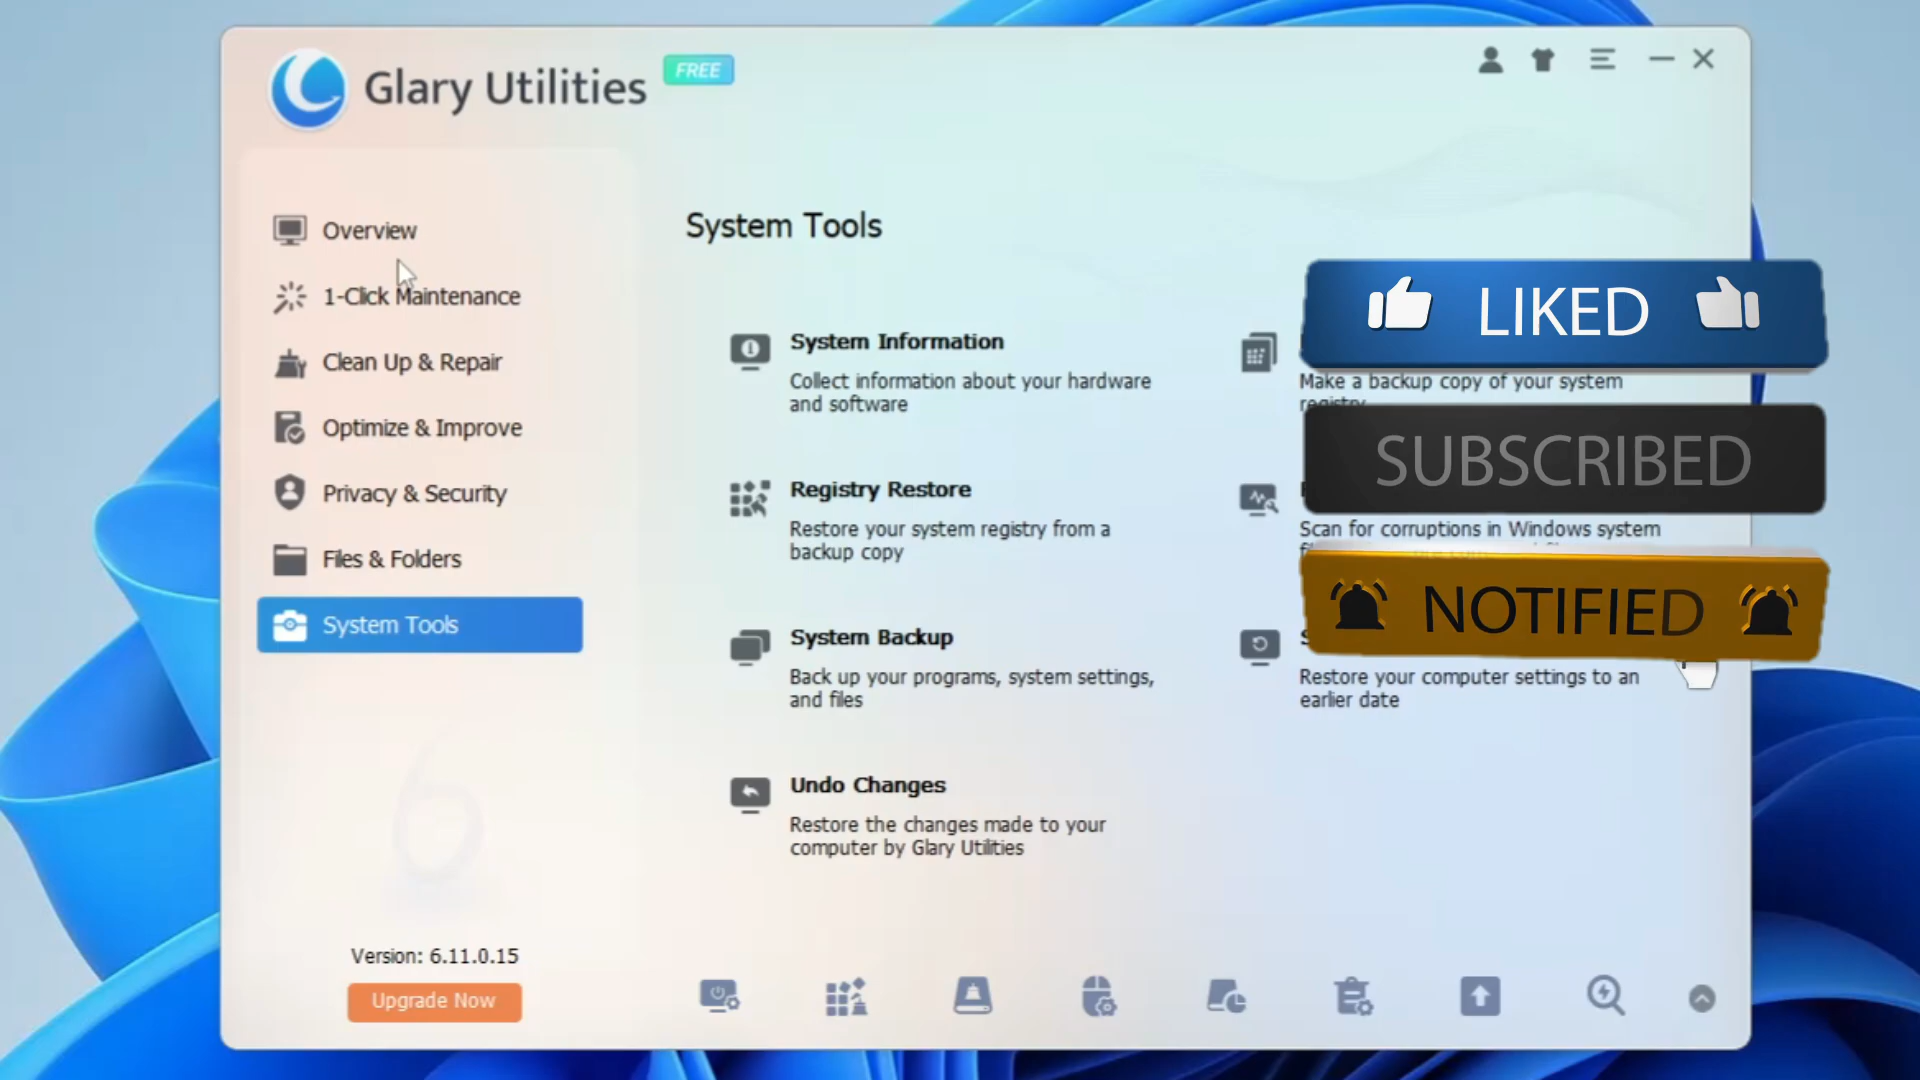 Glary Utilities
FREE
Overview
1-Click Maintenance
Clean Up & Repair
Optimize & Improve
Privacy & Security
Files & Folders
System Tools
Version: 6.11.0.15
Upgrade Now
System Tools
System Information
Collect information about your hardware
and software
Registry Restore
Restore your system registry from a
backup copy
System Backup
Back up your programs, system settings,
and files
Undo Changes
Restore the changes made to your
computer by Glary Utilities
LIKED
Make a backup copy of your system
registry
SUBSCRIBED
Scan for corruptions in Windows system
NOTIFIED
Restore your computer settings to an
earlier date